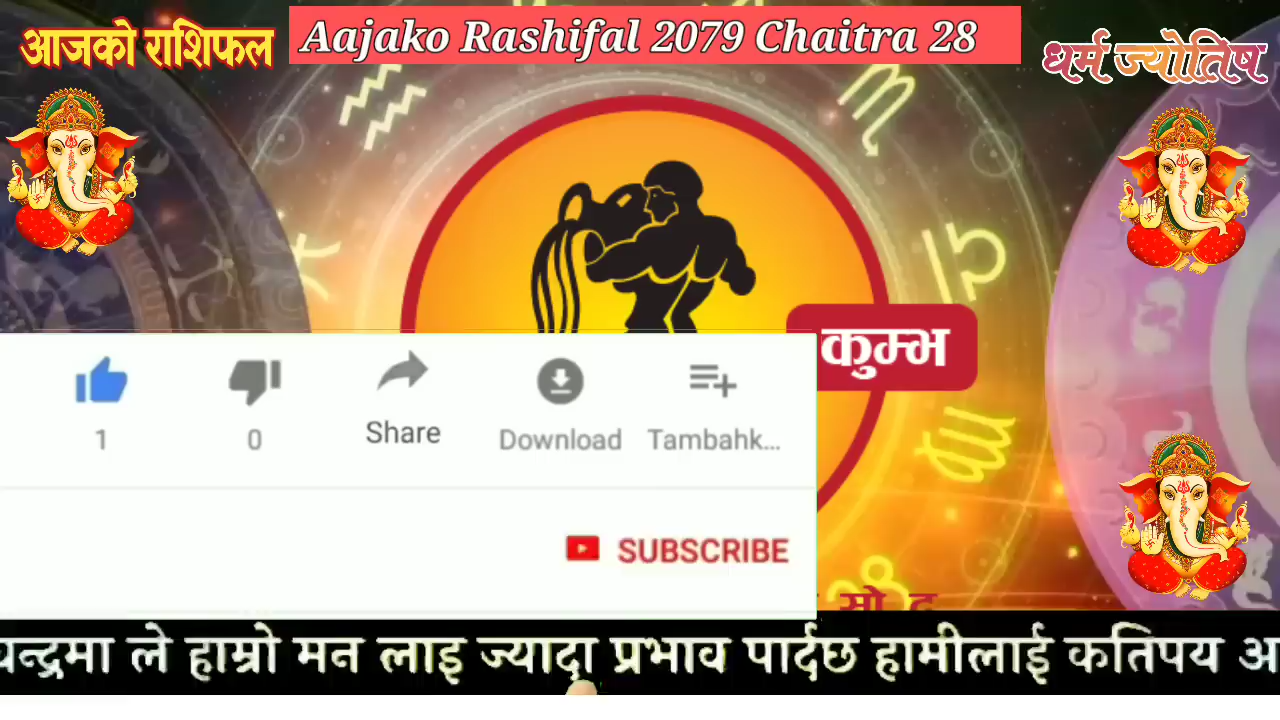 आजको राशिफल
Aajako Rashifal 2079 Chaitra 28
धर्म ज्योतिष
कुम्भ
1
0
Share
Download
Tambahk...
SUBSCRIBE
सो द
ले हाम्रो मन लाइ ज्यादा प्रभाव पार्दछ हामीलाई कतिपय